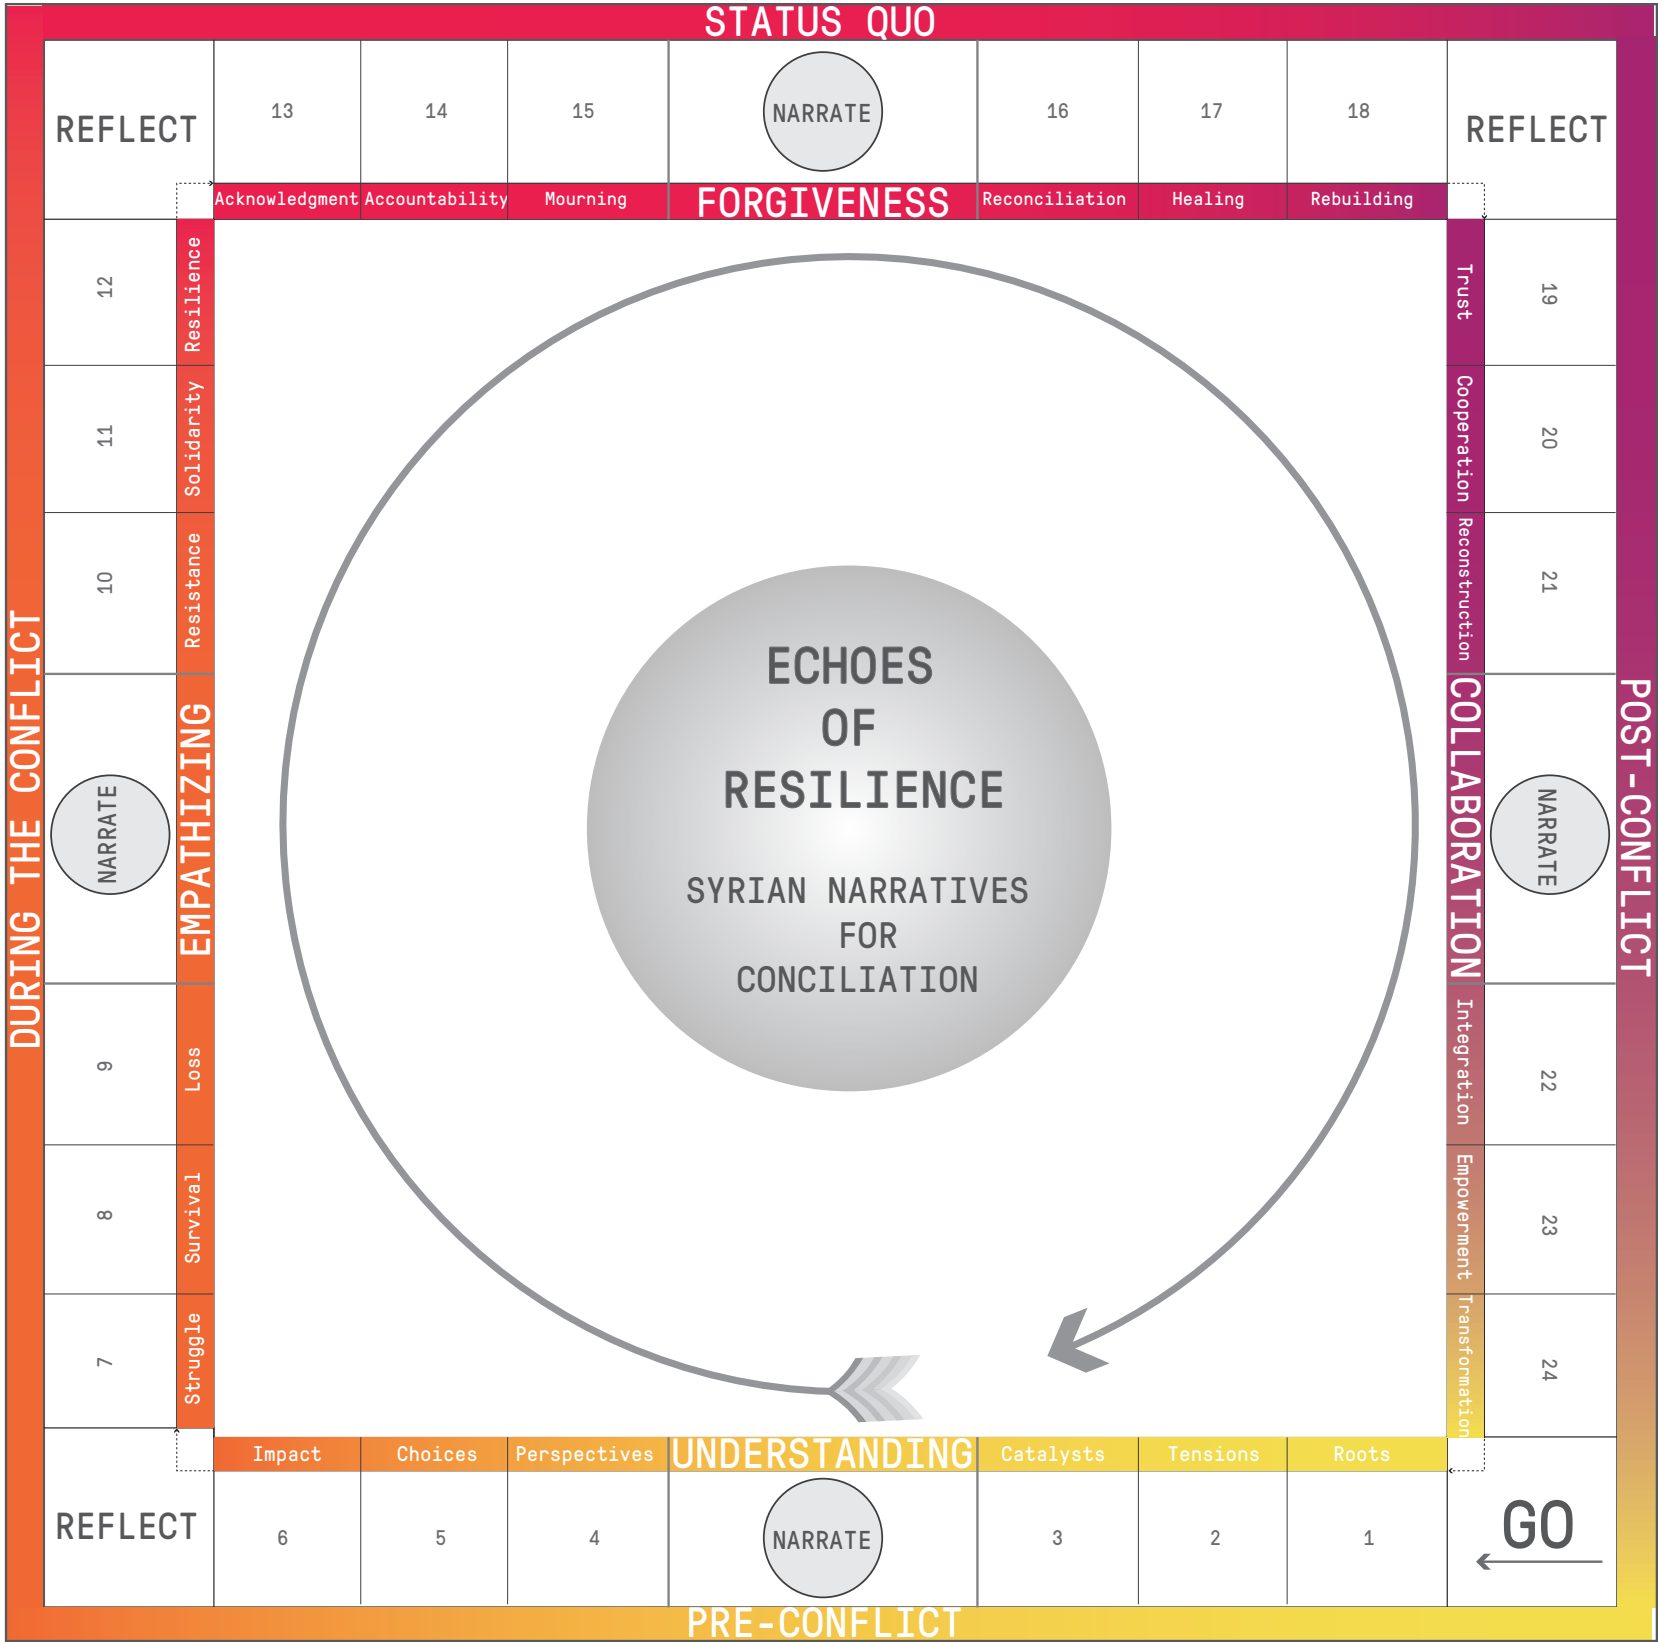 STATUS QUO
REFLECT
13
14
15
NARRATE
16
17
18
REFLECT
Acknowledgment
Accountability
Mourning
FORGIVENESS
Reconciliation
Healing
Rebuilding
DURING THE CONFLICT
12
11
10
NARRATE
9
8
7
Resilience
Solidarity
Resistance
EMPATHIZING
Loss
Survival
Struggle
ECHOES
OF
RESILIENCE
SYRIAN NARRATIVES
FOR
CONCILIATION
Trust
Cooperation
Reconstruction
COLLABORATION
Integration
Empowerment
Transformation
19
20
21
NARRATE
22
23
24
POST-CONFLICT
Impact
Choices
Perspectives
UNDERSTANDING
Catalysts
Tensions
Roots
REFLECT
6
5
4
NARRATE
3
2
1
GO
PRE-CONFLICT